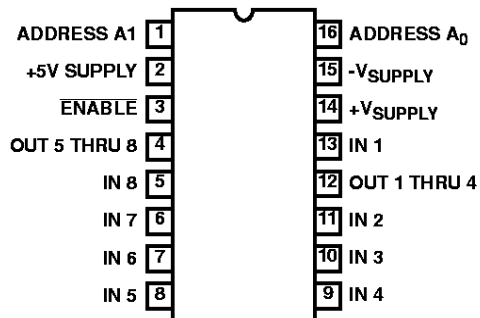 ADDRESS A1 1 16 ADDRESS A0
+5V SUPPLY 2 15 -VSUPPLY
ENABLE 3 14 +VSUPPLY
OUT 5 THRU 8 4 13 IN 1
IN 8 5 12 OUT 1 THRU 4
IN 7 6 11 IN 2
IN 6 7 10 IN 3
IN 5 8 9 IN 4